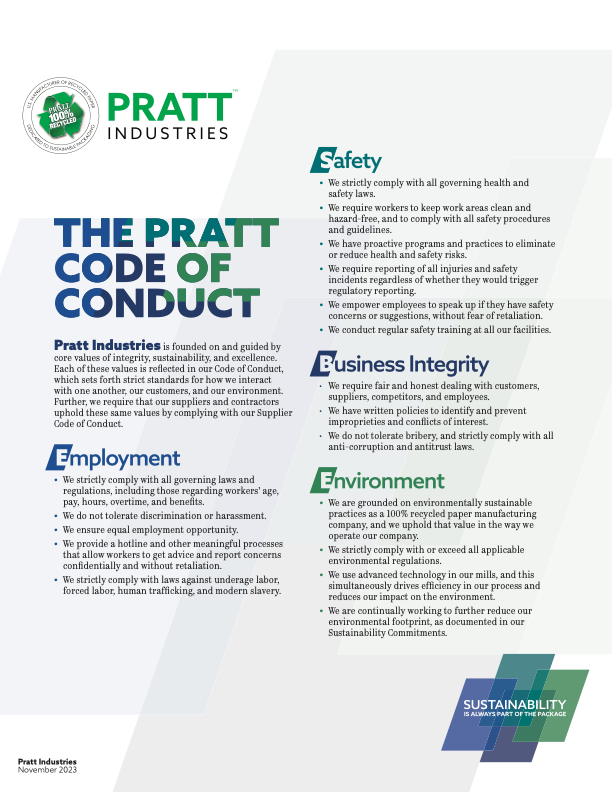 U.S. MANUFACTURER OF RECYCLED PAPER
PRATT
100%
RECYCLED
DEDICATED TO SUSTAINABLE PACKAGING
PRATT™
INDUSTRIES
THE PRATT
CODE OF
CONDUCT
Pratt Industries is founded on and guided by
core values of integrity, sustainability, and excellence.
Each of these values is reflected in our Code of Conduct,
which sets forth strict standards for how we interact
with one another, our customers, and our environment.
Further, we require that our suppliers and contractors
uphold these same values by complying with our Supplier
Code of Conduct.
Employment
• We strictly comply with all governing laws and
regulations, including those regarding workers' age,
pay, hours, overtime, and benefits.
• We do not tolerate discrimination or harassment.
• We ensure equal employment opportunity.
• We provide a hotline and other meaningful processes
that allow workers to get advice and report concerns
confidentially and without retaliation.
• We strictly comply with laws against underage labor,
forced labor, human trafficking, and modern slavery.
Safety
• We strictly comply with all governing health and
safety laws.
• We require workers to keep work areas clean and
hazard-free, and to comply with all safety procedures
and guidelines.
• We have proactive programs and practices to eliminate
or reduce health and safety risks.
• We require reporting of all injuries and safety
incidents regardless of whether they would trigger
regulatory reporting.
• We empower employees to speak up if they have safety
concerns or suggestions, without fear of retaliation.
• We conduct regular safety training at all our facilities.
Business Integrity
• We require fair and honest dealing with customers,
suppliers, competitors, and employees.
• We have written policies to identify and prevent
improprieties and conflicts of interest.
• We do not tolerate bribery, and strictly comply with all
anti-corruption and antitrust laws.
Environment
• We are grounded on environmentally sustainable
practices as a 100% recycled paper manufacturing
company, and we uphold that value in the way we
operate our company.
• We strictly comply with or exceed all applicable
environmental regulations.
• We use advanced technology in our mills, and this
simultaneously drives efficiency in our process and
reduces our impact on the environment.
• We are continually working to further reduce our
environmental footprint, as documented in our
Sustainability Commitments.
SUSTAINABILITY
IS ALWAYS PART OF THE PACKAGE
Pratt Industries
November 2023